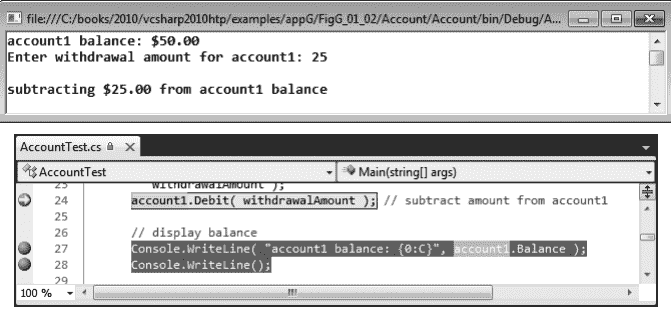 file:///C:/books/2010/vcsharp2010htp/examples/appG/FigG_01_02/Account/Account/bin/Debug/A...
account1 balance: $50.00
Enter withdrawal amount for account1: 25
subtracting $25.00 from account1 balance
AccountTest.cs
AccountTest
Main(string[] args)
23 withdrawalAmount );
24 account1.Debit( withdrawalAmount ); // subtract amount from account1
25
26 // display balance
27 Console.WriteLine( "account1 balance: {0:C}", account1.Balance );
28 Console.WriteLine();
29
100 %